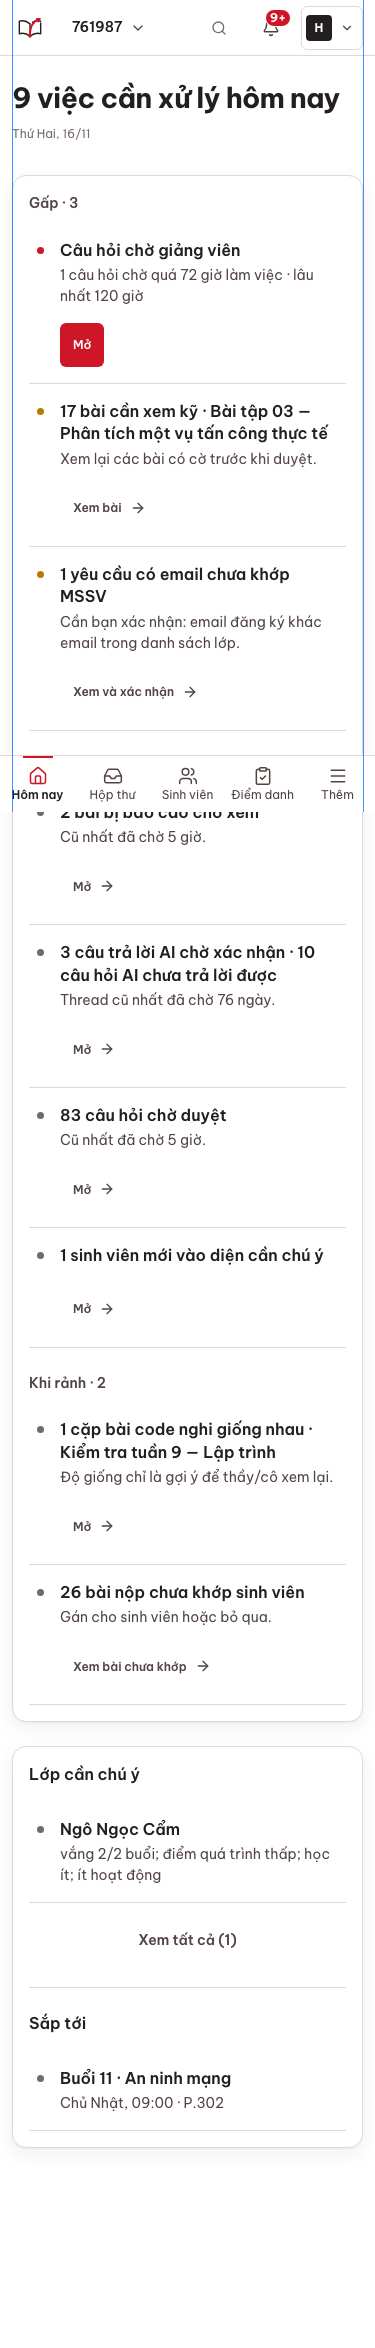 761987
9+
H
9 việc cần xử lý hôm nay
Thứ Hai, 16/11
Gấp · 3
Câu hỏi chờ giảng viên
1 câu hỏi chờ quá 72 giờ làm việc · lâu
nhất 120 giờ
Mở
17 bài cần xem kỹ · Bài tập 03 —
Phân tích một vụ tấn công thực tế
Xem lại các bài có cờ trước khi duyệt.
Xem bài
1 yêu cầu có email chưa khớp
MSSV
Cần bạn xác nhận: email đăng ký khác
email trong danh sách lớp.
Xem và xác nhận
Hôm nay
Hộp thư
Sinh viên
Điểm danh
Thêm
2 bài bị báo cáo chờ xem
Cũ nhất đã chờ 5 giờ.
Mở
3 câu trả lời AI chờ xác nhận · 10
câu hỏi AI chưa trả lời được
Thread cũ nhất đã chờ 76 ngày.
Mở
83 câu hỏi chờ duyệt
Cũ nhất đã chờ 5 giờ.
Mở
1 sinh viên mới vào diện cần chú ý
Mở
Khi rảnh · 2
1 cặp bài code nghi giống nhau ·
Kiểm tra tuần 9 — Lập trình
Độ giống chỉ là gợi ý để thầy/cô xem lại.
Mở
26 bài nộp chưa khớp sinh viên
Gán cho sinh viên hoặc bỏ qua.
Xem bài chưa khớp
Lớp cần chú ý
Ngô Ngọc Cẩm
vắng 2/2 buổi; điểm quá trình thấp; học
ít; ít hoạt động
Xem tất cả (1)
Sắp tới
Buổi 11 · An ninh mạng
Chủ Nhật, 09:00 · P.302